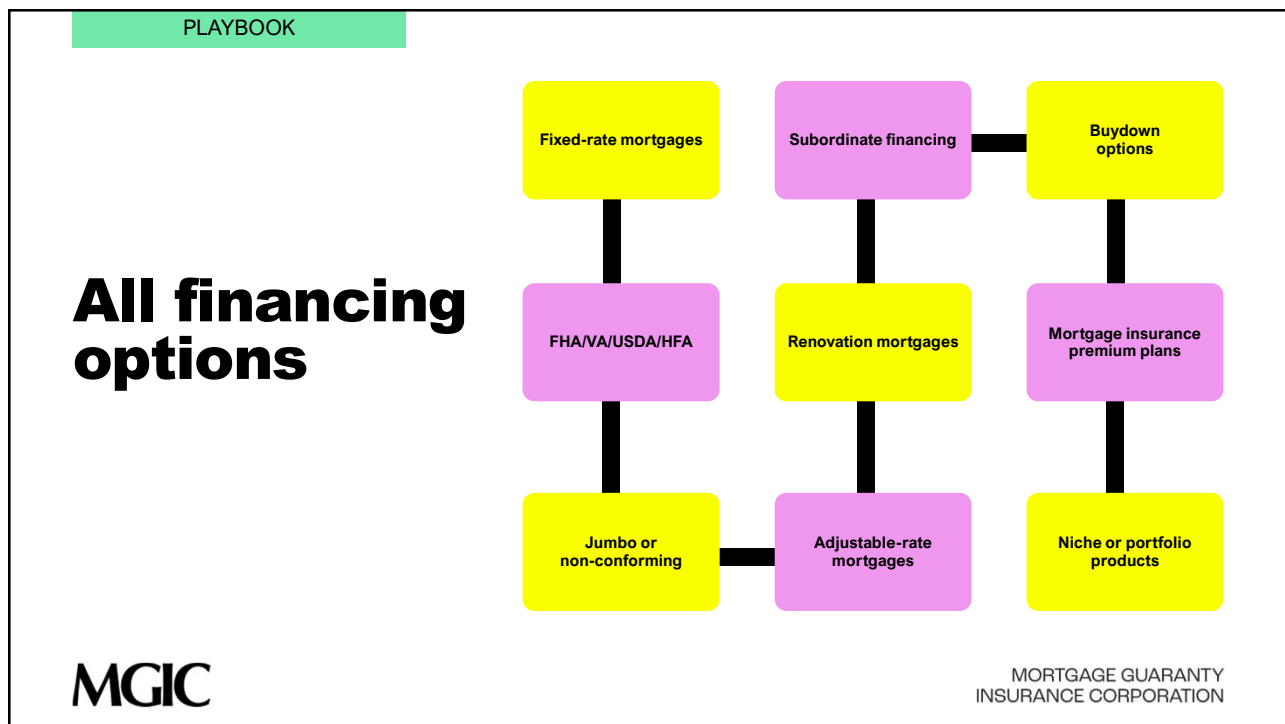 PLAYBOOK
All financing
options
Fixed-rate mortgages
FHA/VA/USDA/HFA
Jumbo or
non-conforming
Adjustable-rate
mortgages
Renovation mortgages
Subordinate financing
Buydown
options
Mortgage insurance
premium plans
Niche or portfolio
products
MGIC
MORTGAGE GUARANTY
INSURANCE CORPORATION